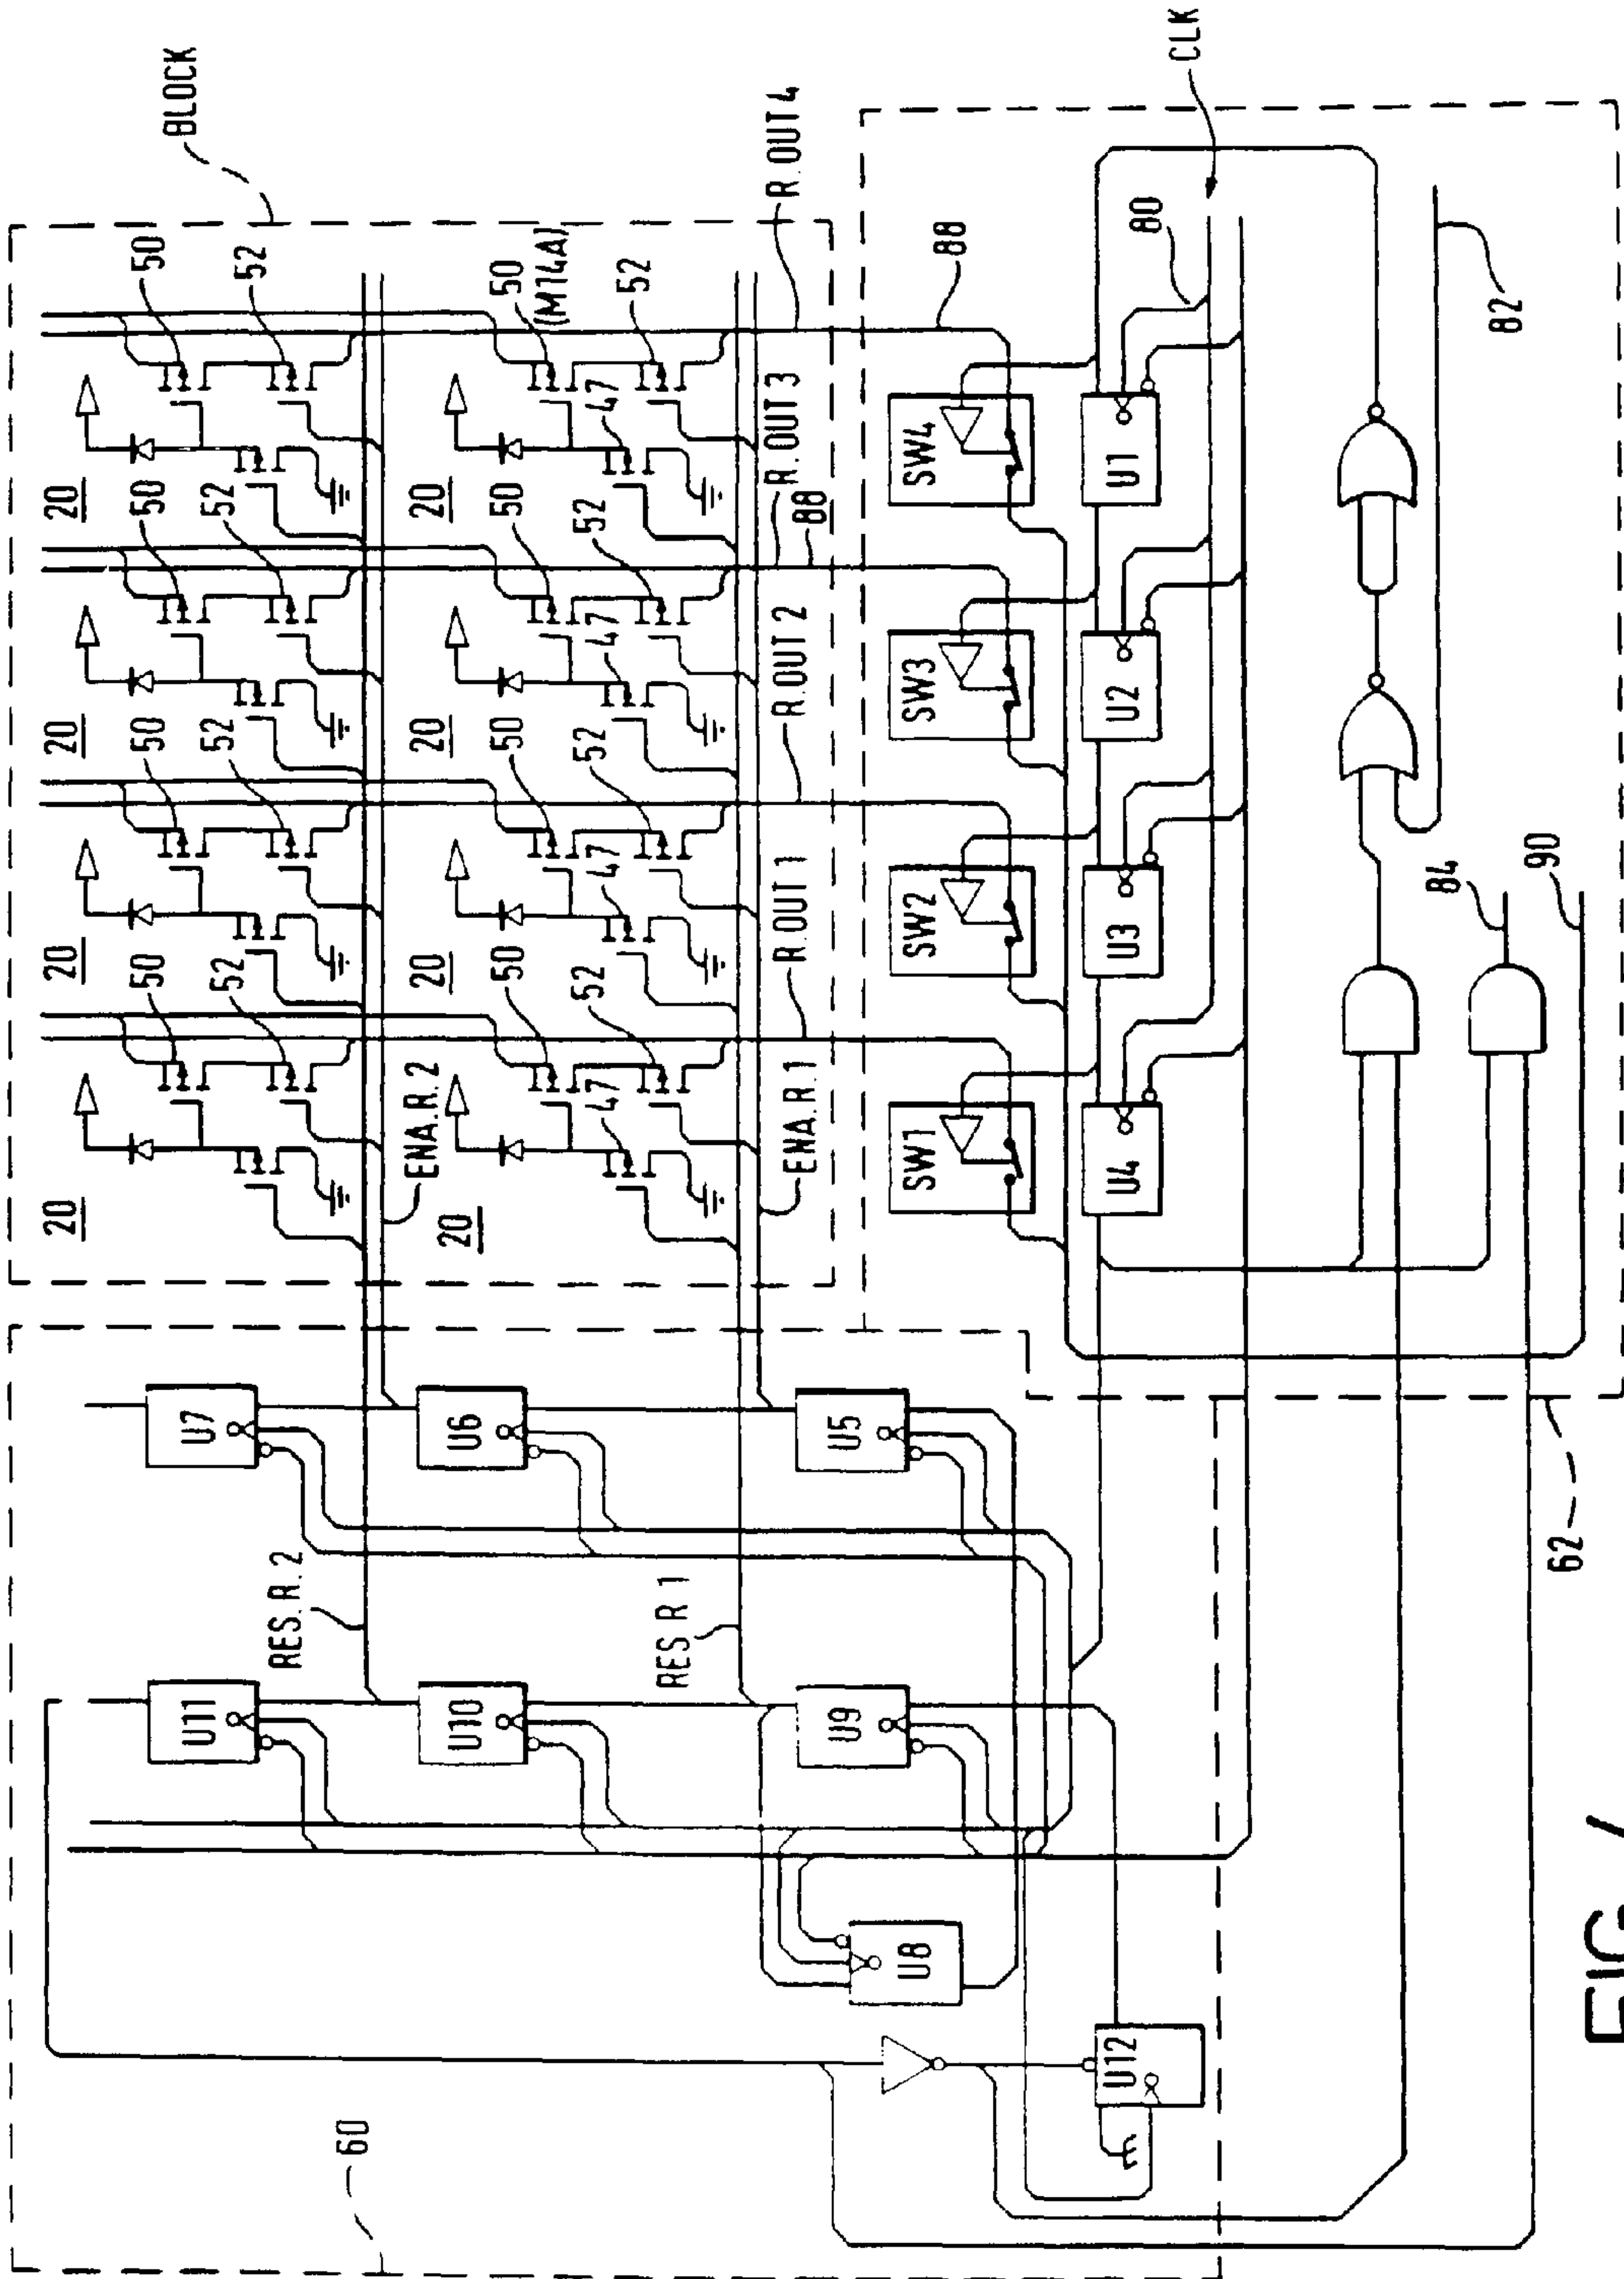 BLOCK
20
50
52
20
50
52
20
50
52
20
50
52
ENA.R.2
20
50
(M14A)
52
47
20
50
52
47
20
50
52
47
20
50
52
47
ENA.R.1
R.OUT 4
R.OUT 3
R.OUT 2
R.OUT 1
88
88
SW4
SW3
SW2
SW1
U1
U2
U3
U4
CLK
80
82
84
90
62
U7
U6
U5
RES.R.2
RES R 1
U11
U10
U9
U8
U12
60
FIG